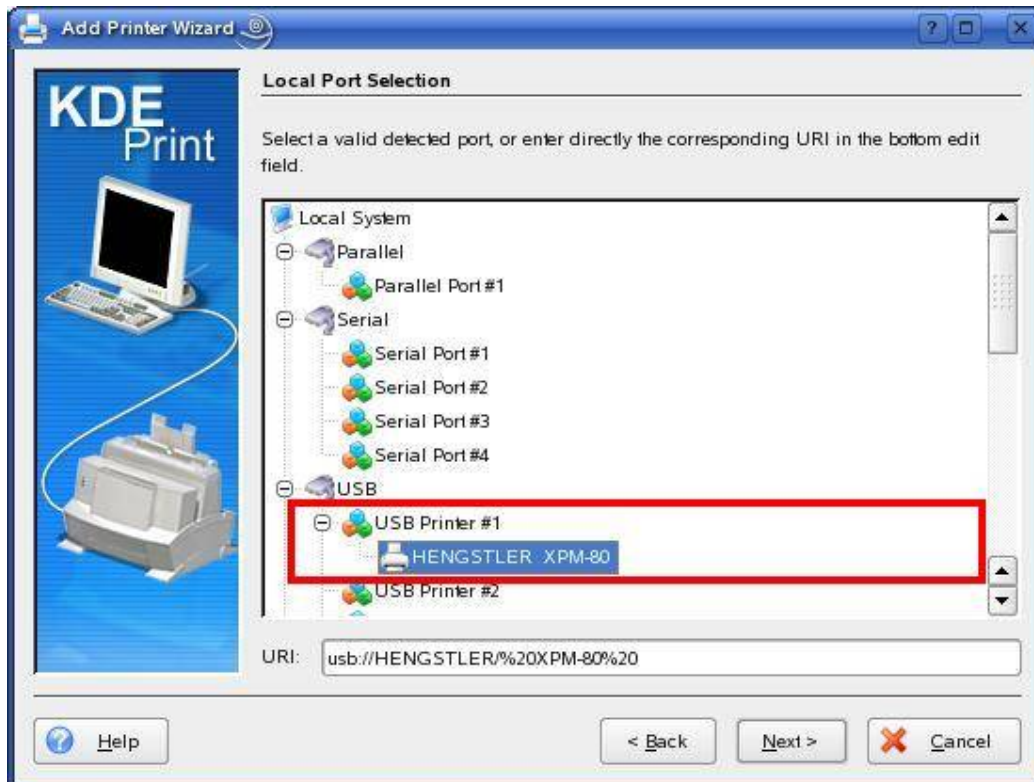 Add Printer Wizard
KDE
Print
Local Port Selection
Select a valid detected port, or enter directly the corresponding URI in the bottom edit
field.
Local System
Parallel
Parallel Port #1
Serial
Serial Port #1
Serial Port #2
Serial Port #3
Serial Port #4
USB
USB Printer #1
HENGSTLER XPM-80
USB Printer #2
URI: usb://HENGSTLER/%20XPM-80%20
Help
< Back
Next >
Cancel